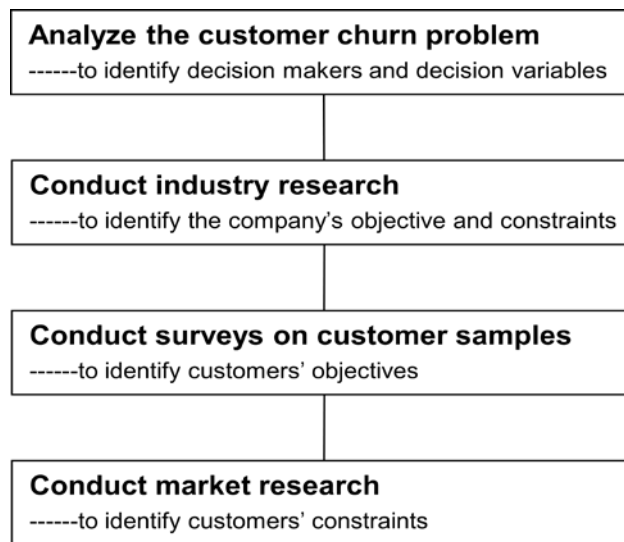 Analyze the customer churn problem
------to identify decision makers and decision variables
Conduct industry research
------to identify the company's objective and constraints
Conduct surveys on customer samples
------to identify customers' objectives
Conduct market research
------to identify customers' constraints